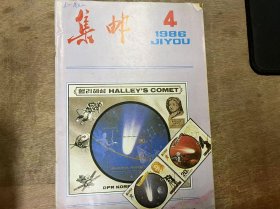 集邮
4
1986
JIYOU
哈雷彗星 HALLEY'S COMET
DPR KOREA